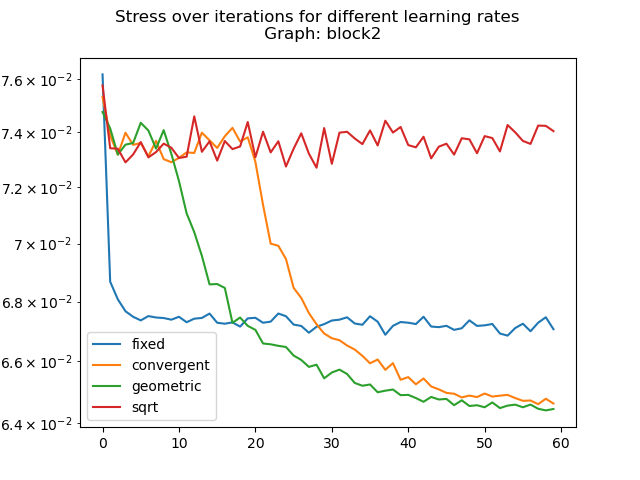 Stress over iterations for different learning rates
Graph: block2
7.6 × 10⁻²
7.4 × 10⁻²
7.2 × 10⁻²
7 × 10⁻²
6.8 × 10⁻²
6.6 × 10⁻²
6.4 × 10⁻²
fixed
convergent
geometric
sqrt
0 10 20 30 40 50 60